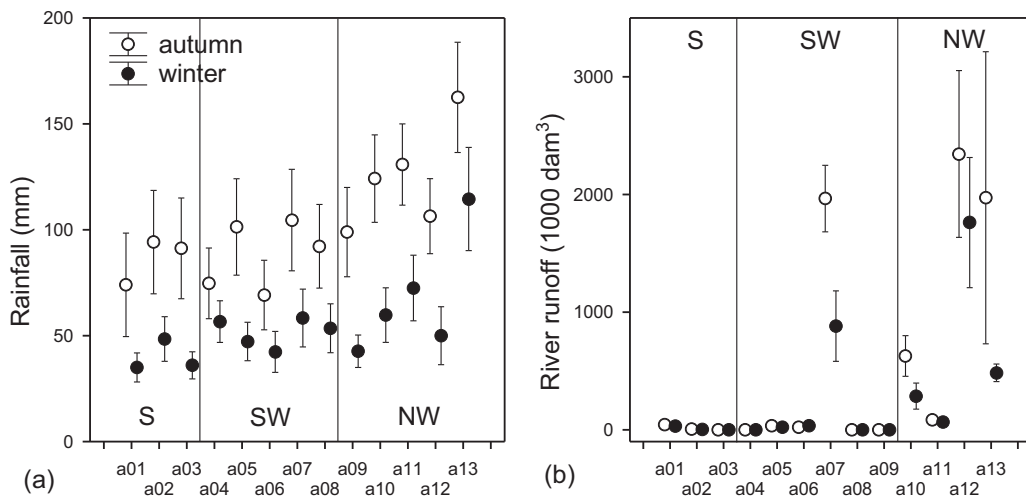 200
150
100
50
0
Rainfall (mm)
autumn
winter
S
SW
NW
a01 a03 a05 a07 a09 a11 a13
a02 a04 a06 a08 a10 a12
(a)
S
SW
NW
3000
2000
1000
0
River runoff (1000 dam³)
a01 a03 a05 a07 a09 a11 a13
a02 a04 a06 a08 a10 a12
(b)